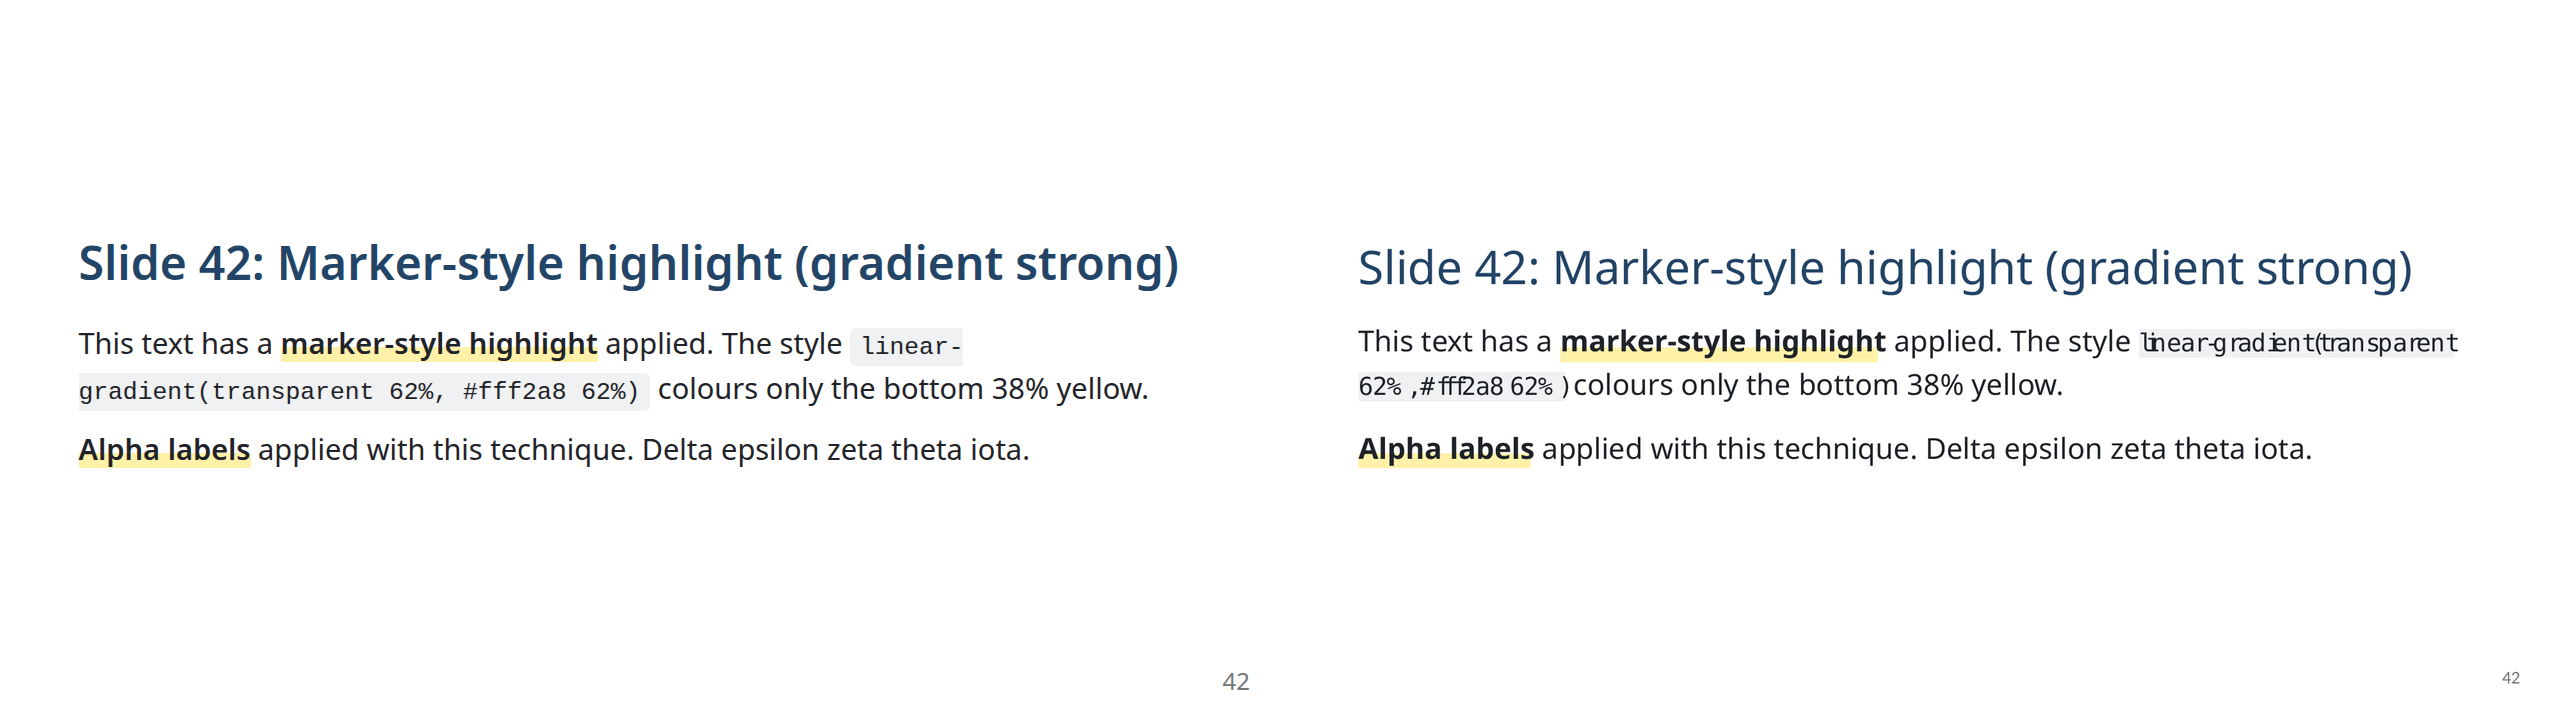 Slide 42: Marker-style highlight (gradient strong)
This text has a marker-style highlight applied. The style linear-
gradient(transparent 62%, #fff2a8 62%) colours only the bottom 38% yellow.
Alpha labels applied with this technique. Delta epsilon zeta theta iota.
42
Slide 42: Marker-style highlight (gradient strong)
This text has a marker-style highlight applied. The style linear-gradient(transparent
62% ,#fff2a8 62% ) colours only the bottom 38% yellow.
Alpha labels applied with this technique. Delta epsilon zeta theta iota.
42